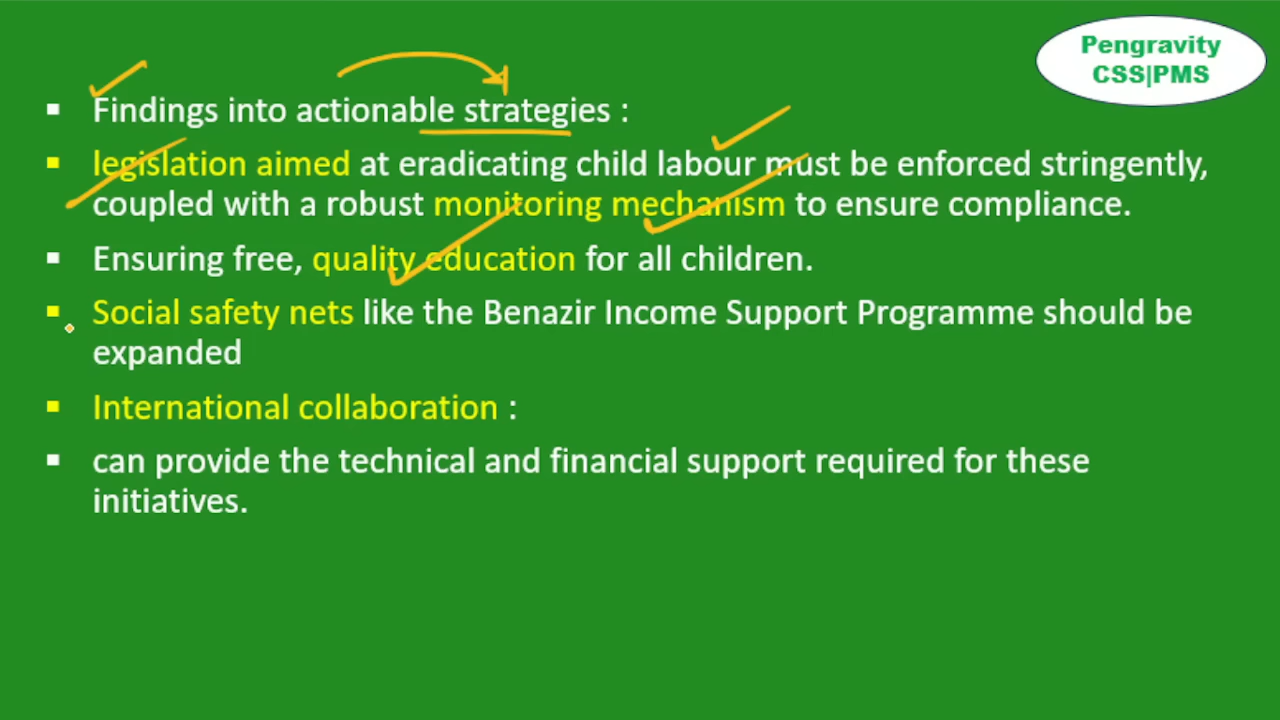 Pengravity
CSS|PMS
▪ Findings into actionable strategies :
▪ legislation aimed at eradicating child labour must be enforced stringently,
coupled with a robust monitoring mechanism to ensure compliance.
▪ Ensuring free, quality education for all children.
▪ Social safety nets like the Benazir Income Support Programme should be
expanded
▪ International collaboration :
▪ can provide the technical and financial support required for these
initiatives.